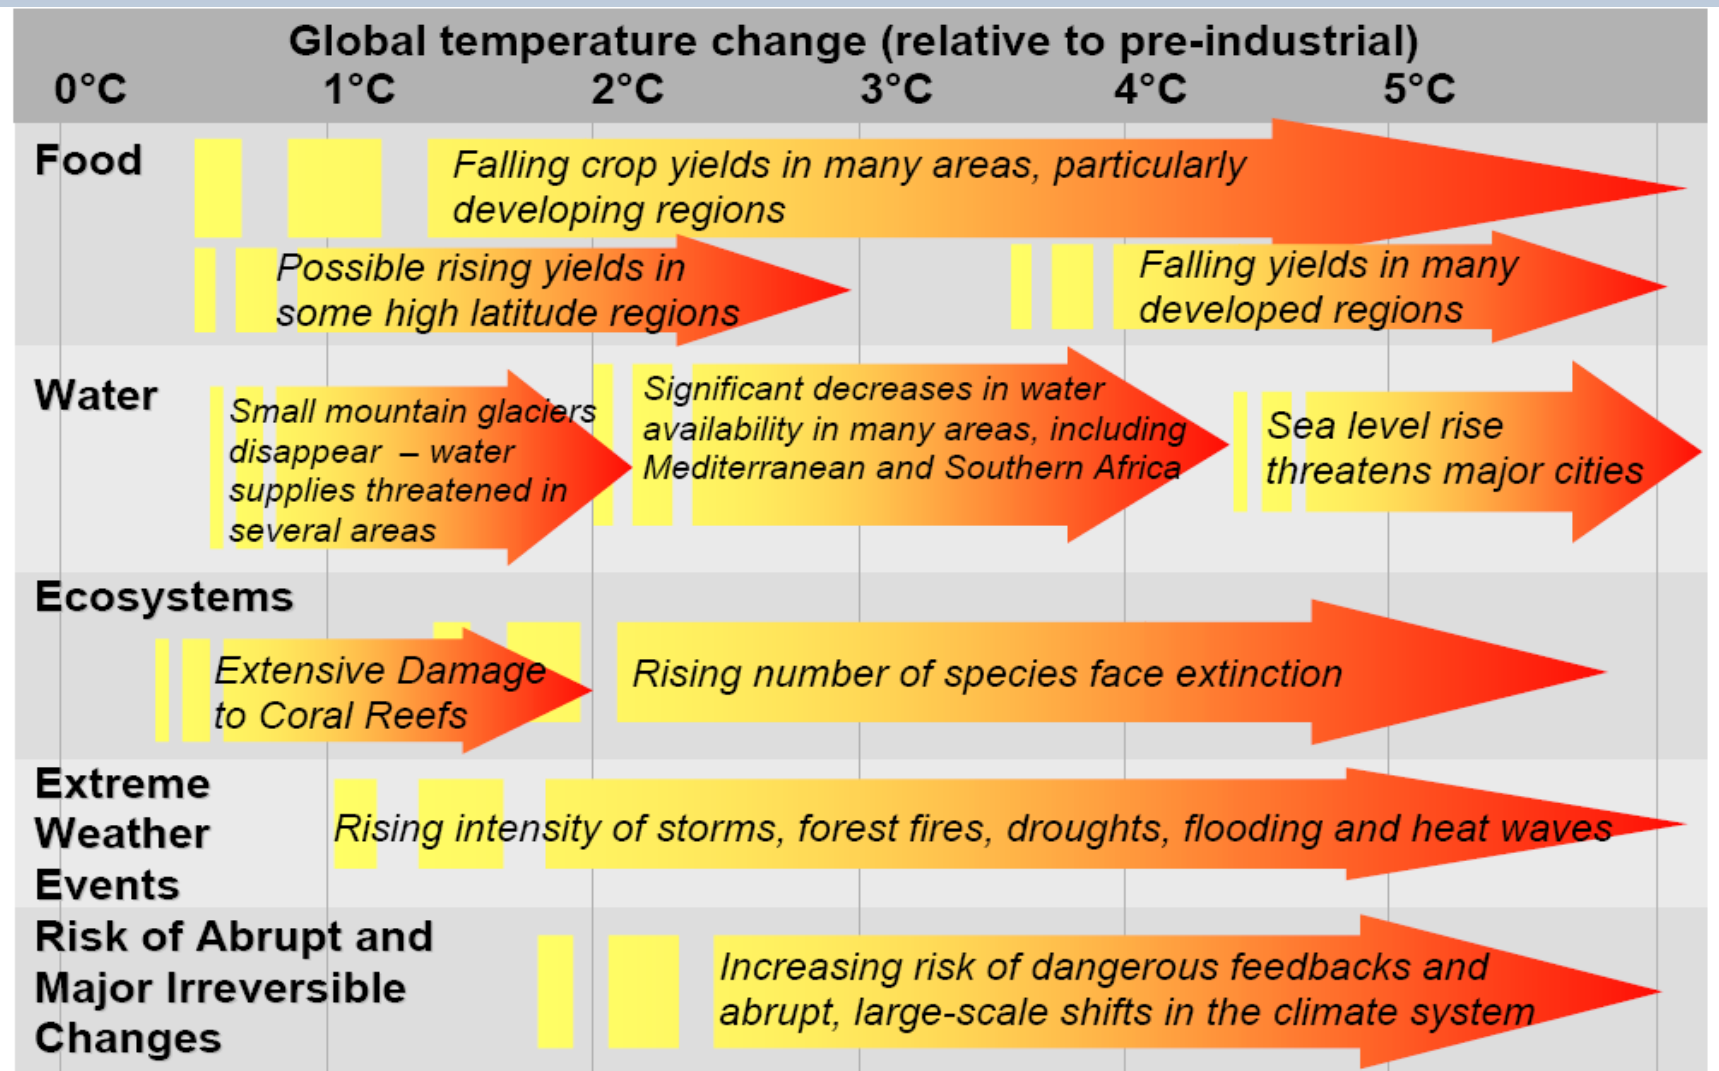 Global temperature change (relative to pre-industrial)
0°C 1°C 2°C 3°C 4°C 5°C
Food
Falling crop yields in many areas, particularly
developing regions
Possible rising yields in
some high latitude regions
Falling yields in many
developed regions
Water
Small mountain glaciers
disappear – water
supplies threatened in
several areas
Significant decreases in water
availability in many areas, including
Mediterranean and Southern Africa
Sea level rise
threatens major cities
Ecosystems
Extensive Damage
to Coral Reefs
Rising number of species face extinction
Extreme
Weather
Events
Rising intensity of storms, forest fires, droughts, flooding and heat waves
Risk of Abrupt and
Major Irreversible
Changes
Increasing risk of dangerous feedbacks and
abrupt, large-scale shifts in the climate system